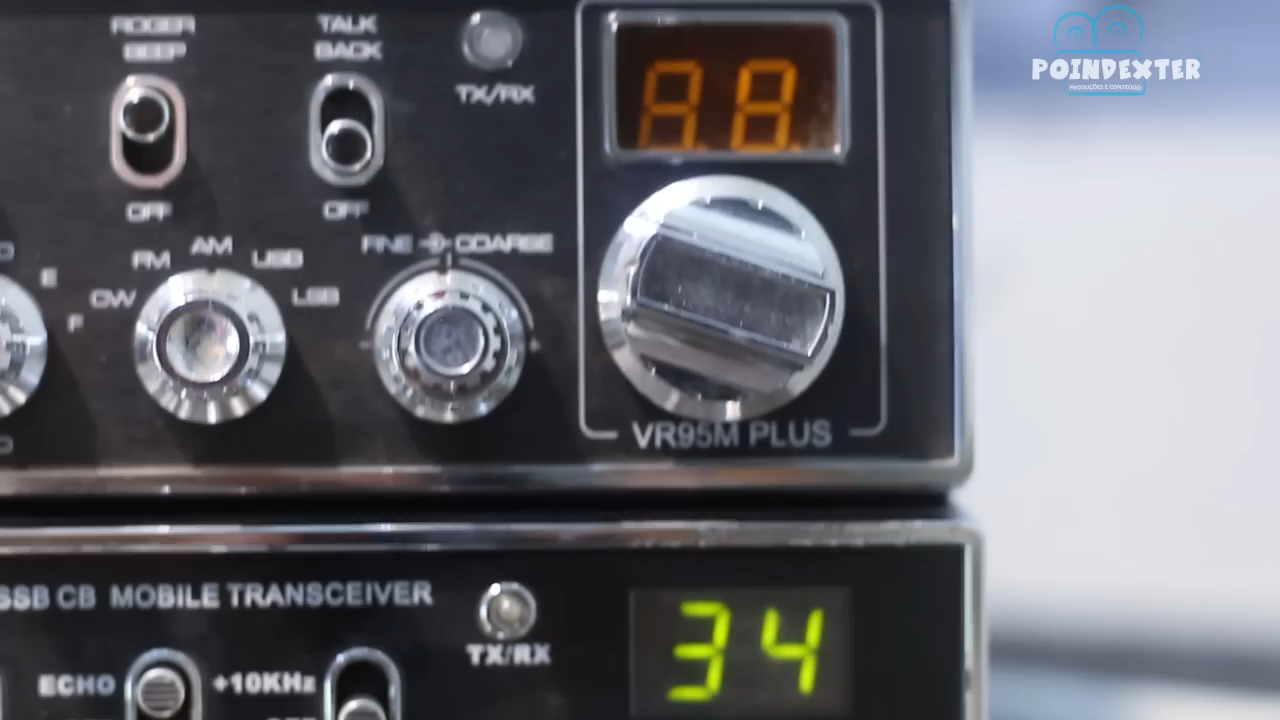 ROGER BEEP
TALK BACK
TX/RX
POINDEXTER
PRODUÇÕES E CONTEÚDO
OFF
OFF
CW
FM
AM
USB
LSB
FINE
COARSE
E
F
-
+
VR95M PLUS
SSB CB MOBILE TRANSCEIVER
TX/RX
34
ECHO
+10KHz